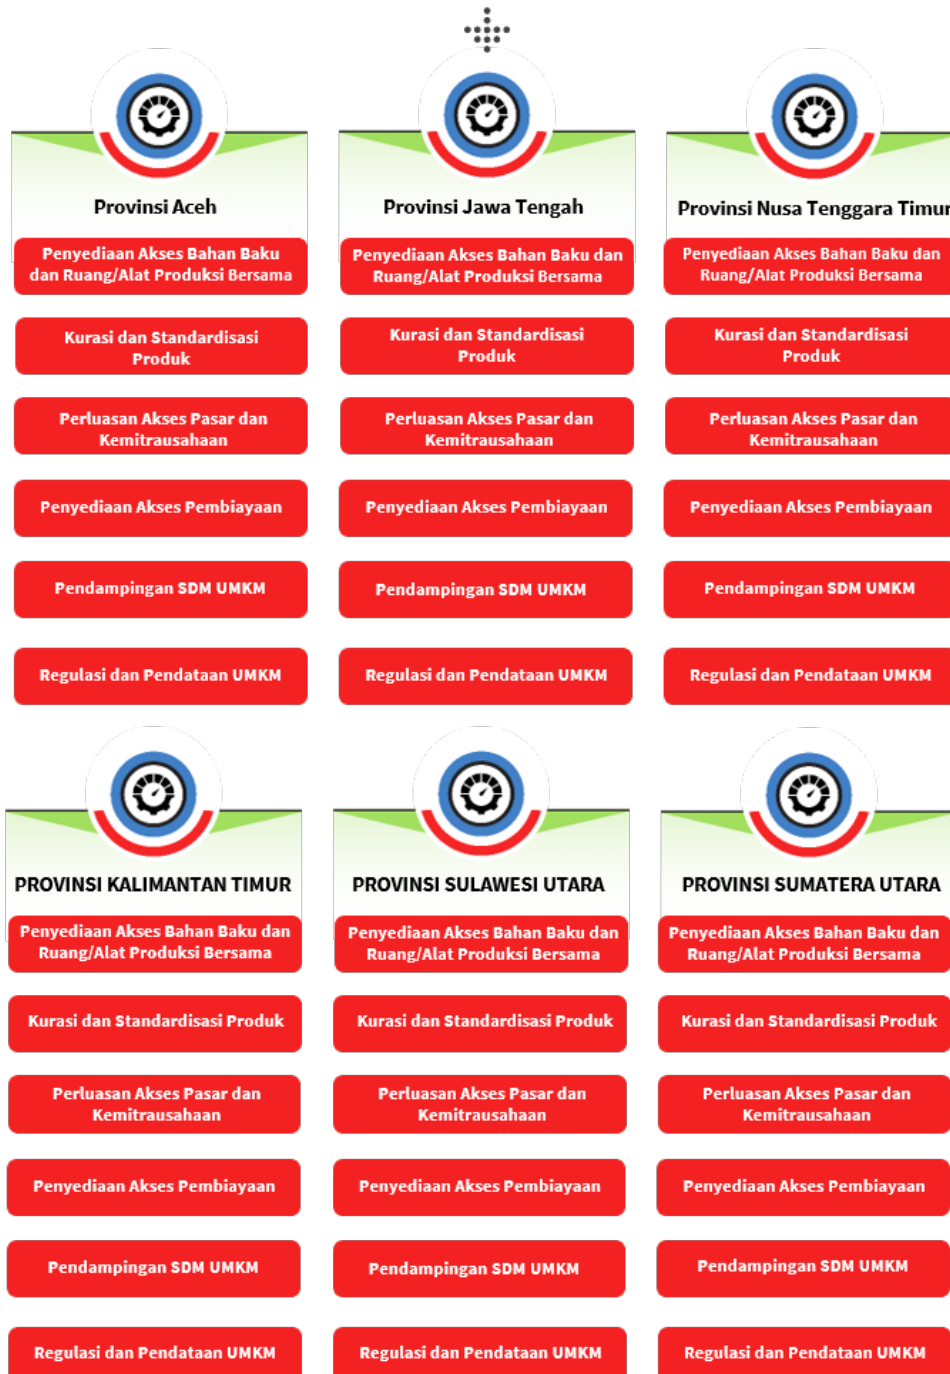 Provinsi Aceh
Penyediaan Akses Bahan Baku
dan Ruang/Alat Produksi Bersama
Kurasi dan Standardisasi
Produk
Perluasan Akses Pasar dan
Kemitrausahaan
Penyediaan Akses Pembiayaan
Pendampingan SDM UMKM
Regulasi dan Pendataan UMKM
Provinsi Jawa Tengah
Penyediaan Akses Bahan Baku dan
Ruang/Alat Produksi Bersama
Kurasi dan Standardisasi
Produk
Perluasan Akses Pasar dan
Kemitrausahaan
Penyediaan Akses Pembiayaan
Pendampingan SDM UMKM
Regulasi dan Pendataan UMKM
Provinsi Nusa Tenggara Timur
Penyediaan Akses Bahan Baku dan
Ruang/Alat Produksi Bersama
Kurasi dan Standardisasi
Produk
Perluasan Akses Pasar dan
Kemitrausahaan
Penyediaan Akses Pembiayaan
Pendampingan SDM UMKM
Regulasi dan Pendataan UMKM
PROVINSI KALIMANTAN TIMUR
Penyediaan Akses Bahan Baku dan
Ruang/Alat Produksi Bersama
Kurasi dan Standardisasi Produk
Perluasan Akses Pasar dan
Kemitrausahaan
Penyediaan Akses Pembiayaan
Pendampingan SDM UMKM
Regulasi dan Pendataan UMKM
PROVINSI SULAWESI UTARA
Penyediaan Akses Bahan Baku dan
Ruang/Alat Produksi Bersama
Kurasi dan Standardisasi Produk
Perluasan Akses Pasar dan
Kemitrausahaan
Penyediaan Akses Pembiayaan
Pendampingan SDM UMKM
Regulasi dan Pendataan UMKM
PROVINSI SUMATERA UTARA
Penyediaan Akses Bahan Baku dan
Ruang/Alat Produksi Bersama
Kurasi dan Standardisasi Produk
Perluasan Akses Pasar dan
Kemitrausahaan
Penyediaan Akses Pembiayaan
Pendampingan SDM UMKM
Regulasi dan Pendataan UMKM